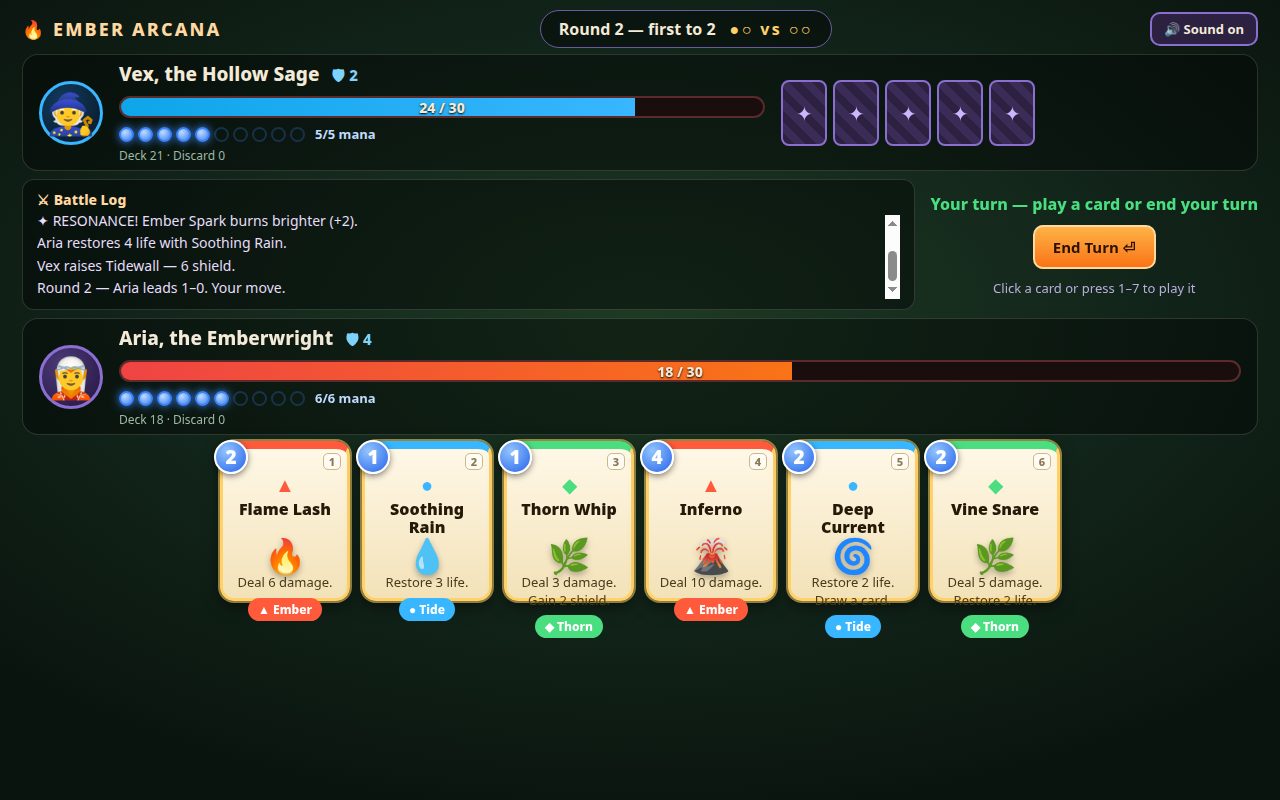 🔥 EMBER ARCANA
Round 2 — first to 2 ●○ vs ○○
🔊 Sound on
Vex, the Hollow Sage 🛡 2
24 / 30
5/5 mana
Deck 21 · Discard 0
⚔ Battle Log
✦ RESONANCE! Ember Spark burns brighter (+2).
Aria restores 4 life with Soothing Rain.
Vex raises Tidewall — 6 shield.
Round 2 — Aria leads 1–0. Your move.
Your turn — play a card or end your turn
End Turn ⏎
Click a card or press 1–7 to play it
Aria, the Emberwright 🛡 4
18 / 30
6/6 mana
Deck 18 · Discard 0
2
1
Flame Lash
Deal 6 damage.
▲ Ember
1
2
Soothing
Rain
Restore 3 life.
● Tide
1
3
Thorn Whip
Deal 3 damage.
Gain 2 shield.
◆ Thorn
4
4
Inferno
Deal 10 damage.
▲ Ember
2
5
Deep
Current
Restore 2 life.
Draw a card.
● Tide
2
6
Vine Snare
Deal 5 damage.
Restore 2 life.
◆ Thorn